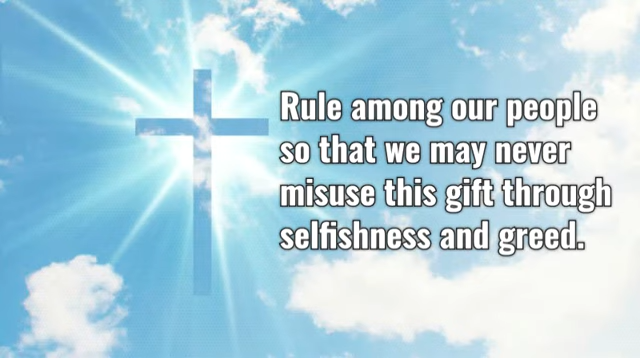 Rule among our people
so that we may never
misuse this gift through
selfishness and greed.